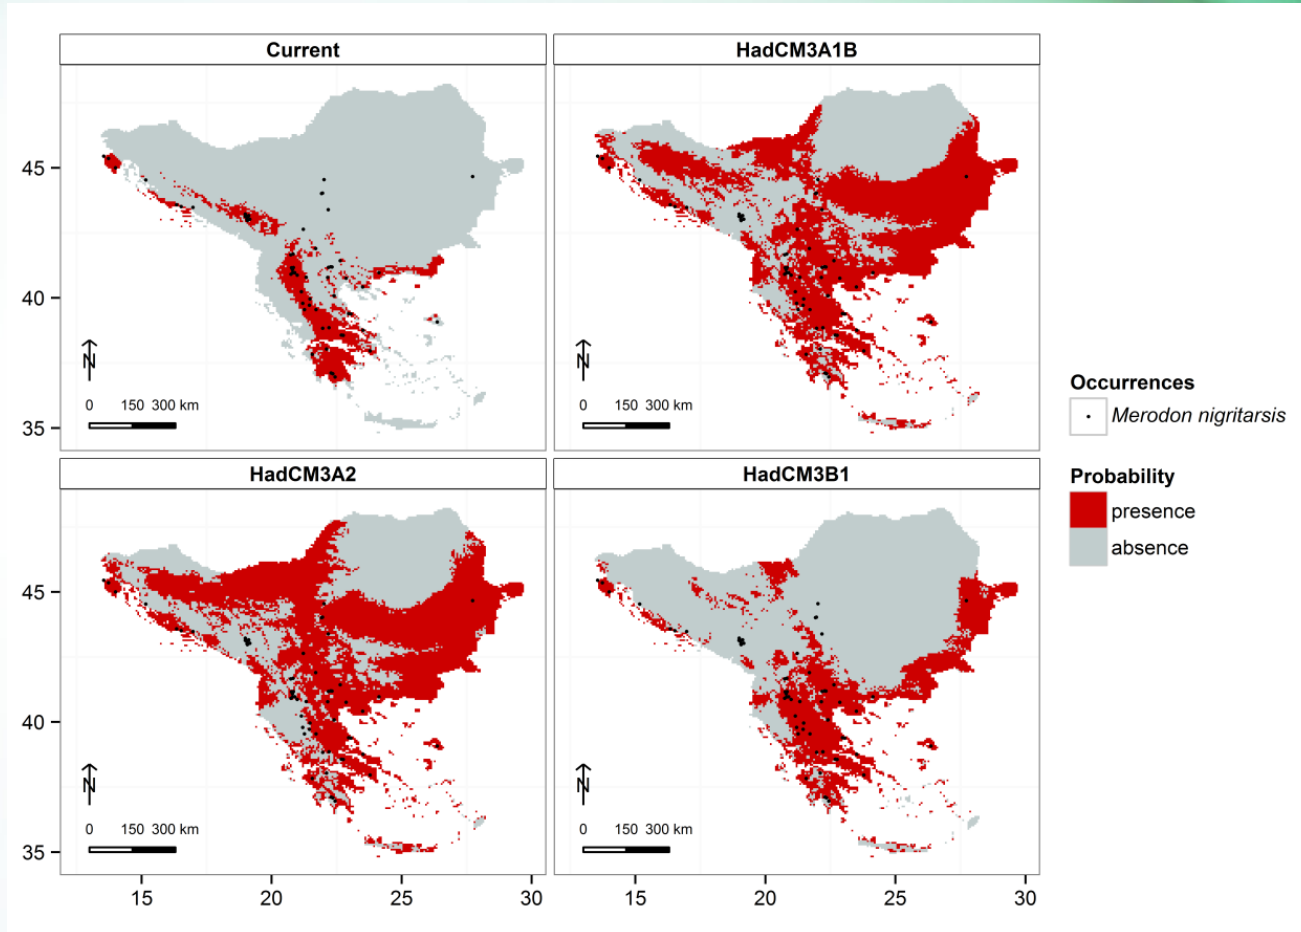 Current
HadCM3A1B
45
40
35
N
0 150 300 km
N
0 150 300 km
HadCM3A2
HadCM3B1
45
40
35
N
0 150 300 km
N
0 150 300 km
15 20 25 30
15 20 25 30
Occurrences
Merodon nigritarsis
Probability
presence
absence